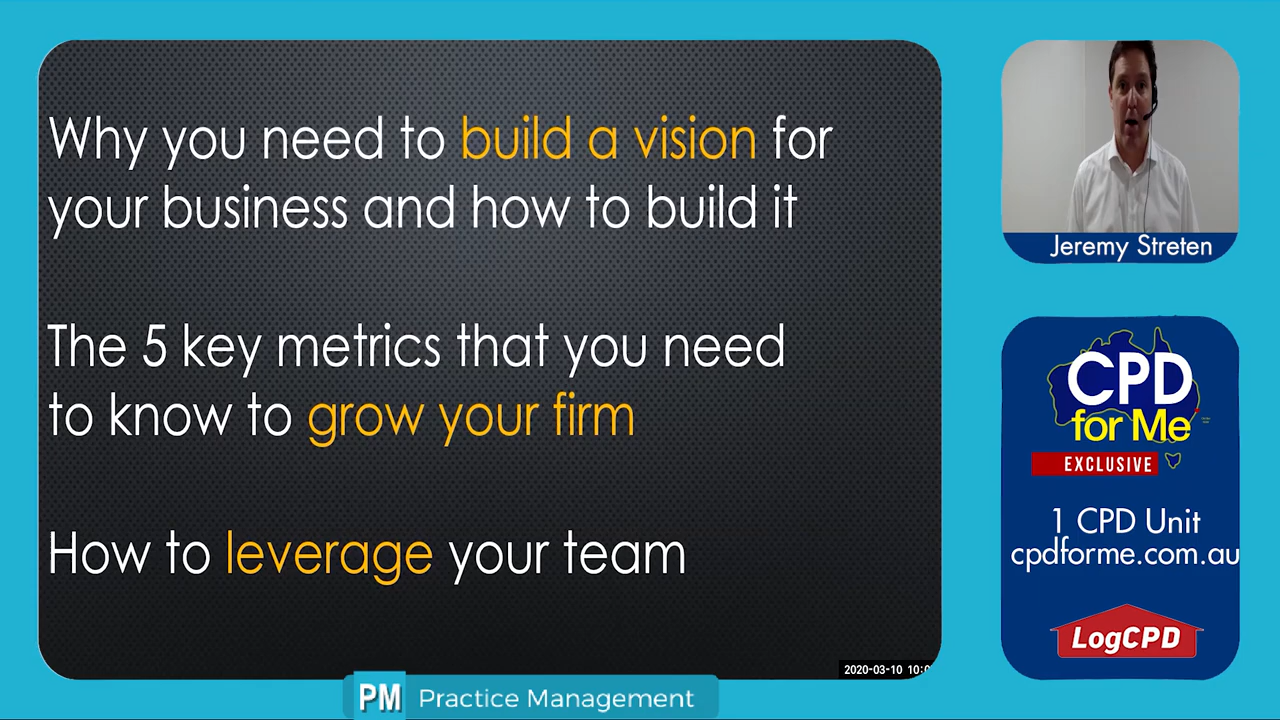 Why you need to build a vision for
your business and how to build it
The 5 key metrics that you need
to know to grow your firm
How to leverage your team
2020-03-10
PM Practice Management
Jeremy Streten
CPD
for Me
EXCLUSIVE
1 CPD Unit
cpdforme.com.au
LogCPD